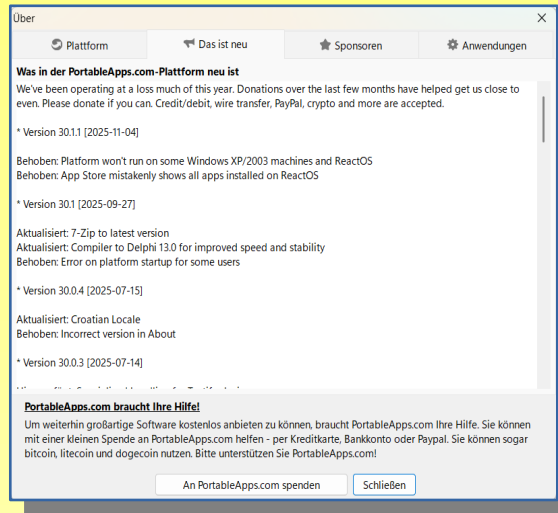 Über
Plattform
Das ist neu
Sponsoren
Anwendungen
Was in der PortableApps.com-Plattform neu ist
We've been operating at a loss much of this year. Donations over the last few months have helped get us close to
even. Please donate if you can. Credit/debit, wire transfer, PayPal, crypto and more are accepted.
* Version 30.1.1 [2025-11-04]
Behoben: Platform won't run on some Windows XP/2003 machines and ReactOS
Behoben: App Store mistakenly shows all apps installed on ReactOS
* Version 30.1 [2025-09-27]
Aktualisiert: 7-Zip to latest version
Aktualisiert: Compiler to Delphi 13.0 for improved speed and stability
Behoben: Error on platform startup for some users
* Version 30.0.4 [2025-07-15]
Aktualisiert: Croatian Locale
Behoben: Incorrect version in About
* Version 30.0.3 [2025-07-14]
PortableApps.com braucht Ihre Hilfe!
Um weiterhin großartige Software kostenlos anbieten zu können, braucht PortableApps.com Ihre Hilfe. Sie können
mit einer kleinen Spende an PortableApps.com helfen - per Kreditkarte, Bankkonto oder Paypal. Sie können sogar
bitcoin, litecoin und dogecoin nutzen. Bitte unterstützen Sie PortableApps.com!
An PortableApps.com spenden
Schließen